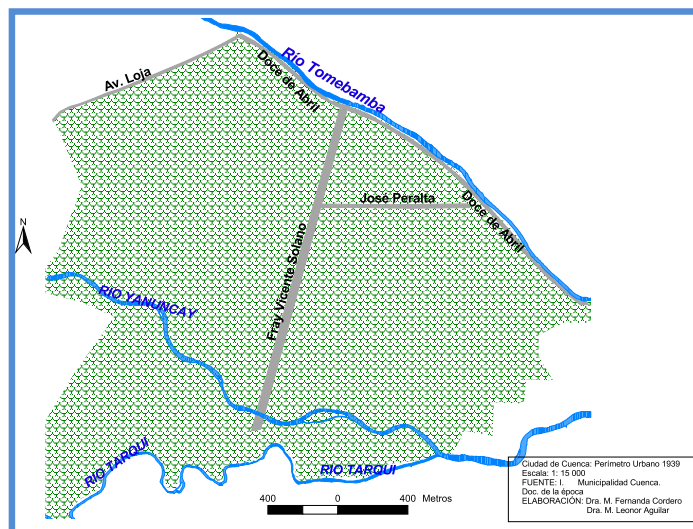 Río Tomebamba
Av. Loja
Doce de Abril
José Peralta
Doce de Abril
N
Fray Vicente Solano
RIO YANUNCAY
RIO TARQUI
RIO TARQUI
400 0 400 Metros
Ciudad de Cuenca: Perímetro Urbano 1939
Escala: 1: 15 000
FUENTE: I. Municipalidad Cuenca.
Doc. de la época
ELABORACIÓN: Dra. M. Fernanda Cordero
Dra. M. Leonor Aguilar